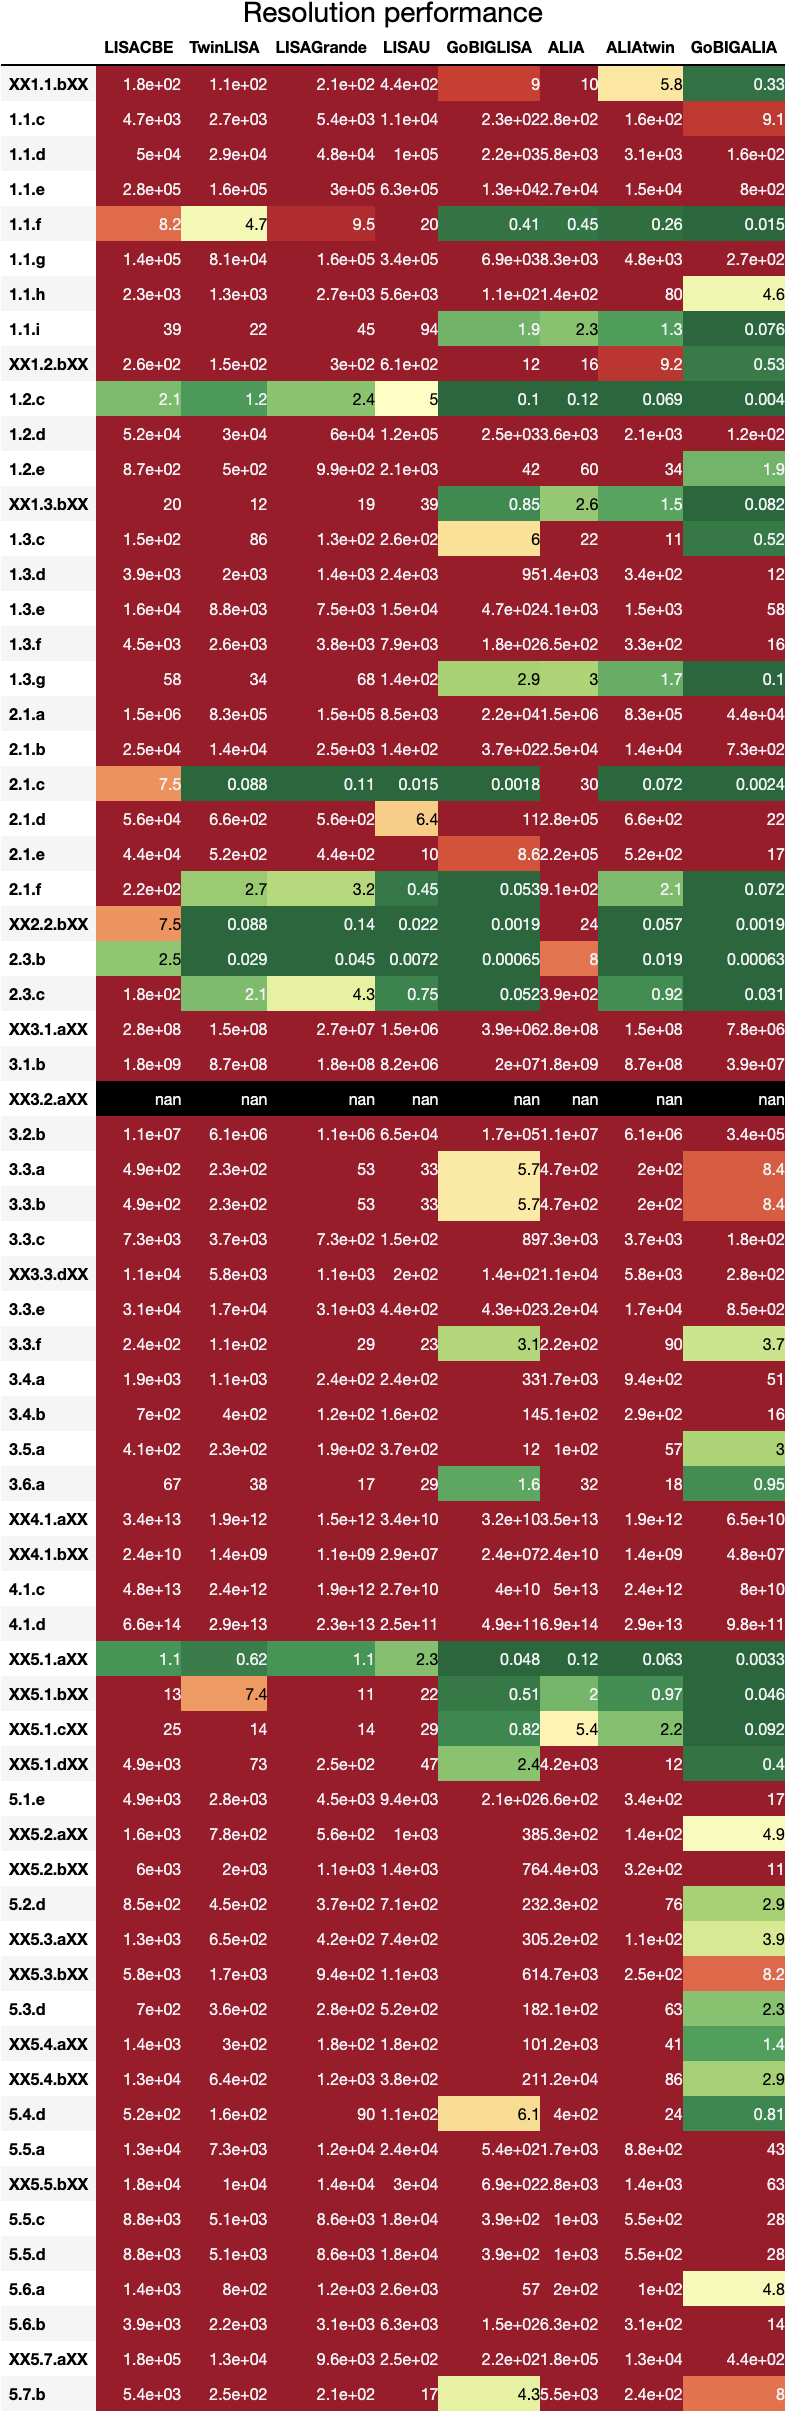 Resolution performance
LISACBE TwinLISA LISAGrande LISAU GoBIGLISA ALIA ALIAtwin GoBIGALIA
XX1.1.bXX 1.8e+02 1.1e+02 2.1e+02 4.4e+02 9 10 5.8 0.33
1.1.c 4.7e+03 2.7e+03 5.4e+03 1.1e+04 2.3e+02 2.8e+02 1.6e+02 9.1
1.1.d 5e+04 2.9e+04 4.8e+04 1e+05 2.2e+03 5.8e+03 3.1e+03 1.6e+02
1.1.e 2.8e+05 1.6e+05 3e+05 6.3e+05 1.3e+04 2.7e+04 1.5e+04 8e+02
1.1.f 8.2 4.7 9.5 20 0.41 0.45 0.26 0.015
1.1.g 1.4e+05 8.1e+04 1.6e+05 3.4e+05 6.9e+03 8.3e+03 4.8e+03 2.7e+02
1.1.h 2.3e+03 1.3e+03 2.7e+03 5.6e+03 1.1e+02 1.4e+02 80 4.6
1.1.i 39 22 45 94 1.9 2.3 1.3 0.076
XX1.2.bXX 2.6e+02 1.5e+02 3e+02 6.1e+02 12 16 9.2 0.53
1.2.c 2.1 1.2 2.4 5 0.1 0.12 0.069 0.004
1.2.d 5.2e+04 3e+04 6e+04 1.2e+05 2.5e+03 3.6e+03 2.1e+03 1.2e+02
1.2.e 8.7e+02 5e+02 9.9e+02 2.1e+03 42 60 34 1.9
XX1.3.bXX 20 12 19 39 0.85 2.6 1.5 0.082
1.3.c 1.5e+02 86 1.3e+02 2.6e+02 6 22 11 0.52
1.3.d 3.9e+03 2e+03 1.4e+03 2.4e+03 95 1.4e+03 3.4e+02 12
1.3.e 1.6e+04 8.8e+03 7.5e+03 1.5e+04 4.7e+02 4.1e+03 1.5e+03 58
1.3.f 4.5e+03 2.6e+03 3.8e+03 7.9e+03 1.8e+02 6.5e+02 3.3e+02 16
1.3.g 58 34 68 1.4e+02 2.9 3 1.7 0.1
2.1.a 1.5e+06 8.3e+05 1.5e+05 8.5e+03 2.2e+04 1.5e+06 8.3e+05 4.4e+04
2.1.b 2.5e+04 1.4e+04 2.5e+03 1.4e+02 3.7e+02 2.5e+04 1.4e+04 7.3e+02
2.1.c 7.5 0.088 0.11 0.015 0.0018 30 0.072 0.0024
2.1.d 5.6e+04 6.6e+02 5.6e+02 6.4 11 2.8e+05 6.6e+02 22
2.1.e 4.4e+04 5.2e+02 4.4e+02 10 8.6 2.2e+05 5.2e+02 17
2.1.f 2.2e+02 2.7 3.2 0.45 0.053 9.1e+02 2.1 0.072
XX2.2.bXX 7.5 0.088 0.14 0.022 0.0019 24 0.057 0.0019
2.3.b 2.5 0.029 0.045 0.0072 0.00065 8 0.019 0.00063
2.3.c 1.8e+02 2.1 4.3 0.75 0.052 3.9e+02 0.92 0.031
XX3.1.aXX 2.8e+08 1.5e+08 2.7e+07 1.5e+06 3.9e+06 2.8e+08 1.5e+08 7.8e+06
3.1.b 1.8e+09 8.7e+08 1.8e+08 8.2e+06 2e+07 1.8e+09 8.7e+08 3.9e+07
XX3.2.aXX nan nan nan nan nan nan nan nan
3.2.b 1.1e+07 6.1e+06 1.1e+06 6.5e+04 1.7e+05 1.1e+07 6.1e+06 3.4e+05
3.3.a 4.9e+02 2.3e+02 53 33 5.7 4.7e+02 2e+02 8.4
3.3.b 4.9e+02 2.3e+02 53 33 5.7 4.7e+02 2e+02 8.4
3.3.c 7.3e+03 3.7e+03 7.3e+02 1.5e+02 89 7.3e+03 3.7e+03 1.8e+02
XX3.3.dXX 1.1e+04 5.8e+03 1.1e+03 2e+02 1.4e+02 1.1e+04 5.8e+03 2.8e+02
3.3.e 3.1e+04 1.7e+04 3.1e+03 4.4e+02 4.3e+02 3.2e+04 1.7e+04 8.5e+02
3.3.f 2.4e+02 1.1e+02 29 23 3.1 2.2e+02 90 3.7
3.4.a 1.9e+03 1.1e+03 2.4e+02 2.4e+02 33 1.7e+03 9.4e+02 51
3.4.b 7e+02 4e+02 1.2e+02 1.6e+02 14 5.1e+02 2.9e+02 16
3.5.a 4.1e+02 2.3e+02 1.9e+02 3.7e+02 12 1e+02 57 3
3.6.a 67 38 17 29 1.6 32 18 0.95
XX4.1.aXX 3.4e+13 1.9e+12 1.5e+12 3.4e+10 3.2e+10 3.5e+13 1.9e+12 6.5e+10
XX4.1.bXX 2.4e+10 1.4e+09 1.1e+09 2.9e+07 2.4e+07 2.4e+10 1.4e+09 4.8e+07
4.1.c 4.8e+13 2.4e+12 1.9e+12 2.7e+10 4e+10 5e+13 2.4e+12 8e+10
4.1.d 6.6e+14 2.9e+13 2.3e+13 2.5e+11 4.9e+11 6.9e+14 2.9e+13 9.8e+11
XX5.1.aXX 1.1 0.62 1.1 2.3 0.048 0.12 0.063 0.0033
XX5.1.bXX 13 7.4 11 22 0.51 2 0.97 0.046
XX5.1.cXX 25 14 14 29 0.82 5.4 2.2 0.092
XX5.1.dXX 4.9e+03 73 2.5e+02 47 2.4 4.2e+03 12 0.4
5.1.e 4.9e+03 2.8e+03 4.5e+03 9.4e+03 2.1e+02 6.6e+02 3.4e+02 17
XX5.2.aXX 1.6e+03 7.8e+02 5.6e+02 1e+03 38 5.3e+02 1.4e+02 4.9
XX5.2.bXX 6e+03 2e+03 1.1e+03 1.4e+03 76 4.4e+03 3.2e+02 11
5.2.d 8.5e+02 4.5e+02 3.7e+02 7.1e+02 23 2.3e+02 76 2.9
XX5.3.aXX 1.3e+03 6.5e+02 4.2e+02 7.4e+02 30 5.2e+02 1.1e+02 3.9
XX5.3.bXX 5.8e+03 1.7e+03 9.4e+02 1.1e+03 61 4.7e+03 2.5e+02 8.2
5.3.d 7e+02 3.6e+02 2.8e+02 5.2e+02 18 2.1e+02 63 2.3
XX5.4.aXX 1.4e+03 3e+02 1.8e+02 1.8e+02 10 1.2e+03 41 1.4
XX5.4.bXX 1.3e+04 6.4e+02 1.2e+03 3.8e+02 21 1.2e+04 86 2.9
5.4.d 5.2e+02 1.6e+02 90 1.1e+02 6.1 4e+02 24 0.81
5.5.a 1.3e+04 7.3e+03 1.2e+04 2.4e+04 5.4e+02 1.7e+03 8.8e+02 43
XX5.5.bXX 1.8e+04 1e+04 1.4e+04 3e+04 6.9e+02 2.8e+03 1.4e+03 63
5.5.c 8.8e+03 5.1e+03 8.6e+03 1.8e+04 3.9e+02 1e+03 5.5e+02 28
5.5.d 8.8e+03 5.1e+03 8.6e+03 1.8e+04 3.9e+02 1e+03 5.5e+02 28
5.6.a 1.4e+03 8e+02 1.2e+03 2.6e+03 57 2e+02 1e+02 4.8
5.6.b 3.9e+03 2.2e+03 3.1e+03 6.3e+03 1.5e+02 6.3e+02 3.1e+02 14
XX5.7.aXX 1.8e+05 1.3e+04 9.6e+03 2.5e+02 2.2e+02 1.8e+05 1.3e+04 4.4e+02
5.7.b 5.4e+03 2.5e+02 2.1e+02 17 4.3 5.5e+03 2.4e+02 8